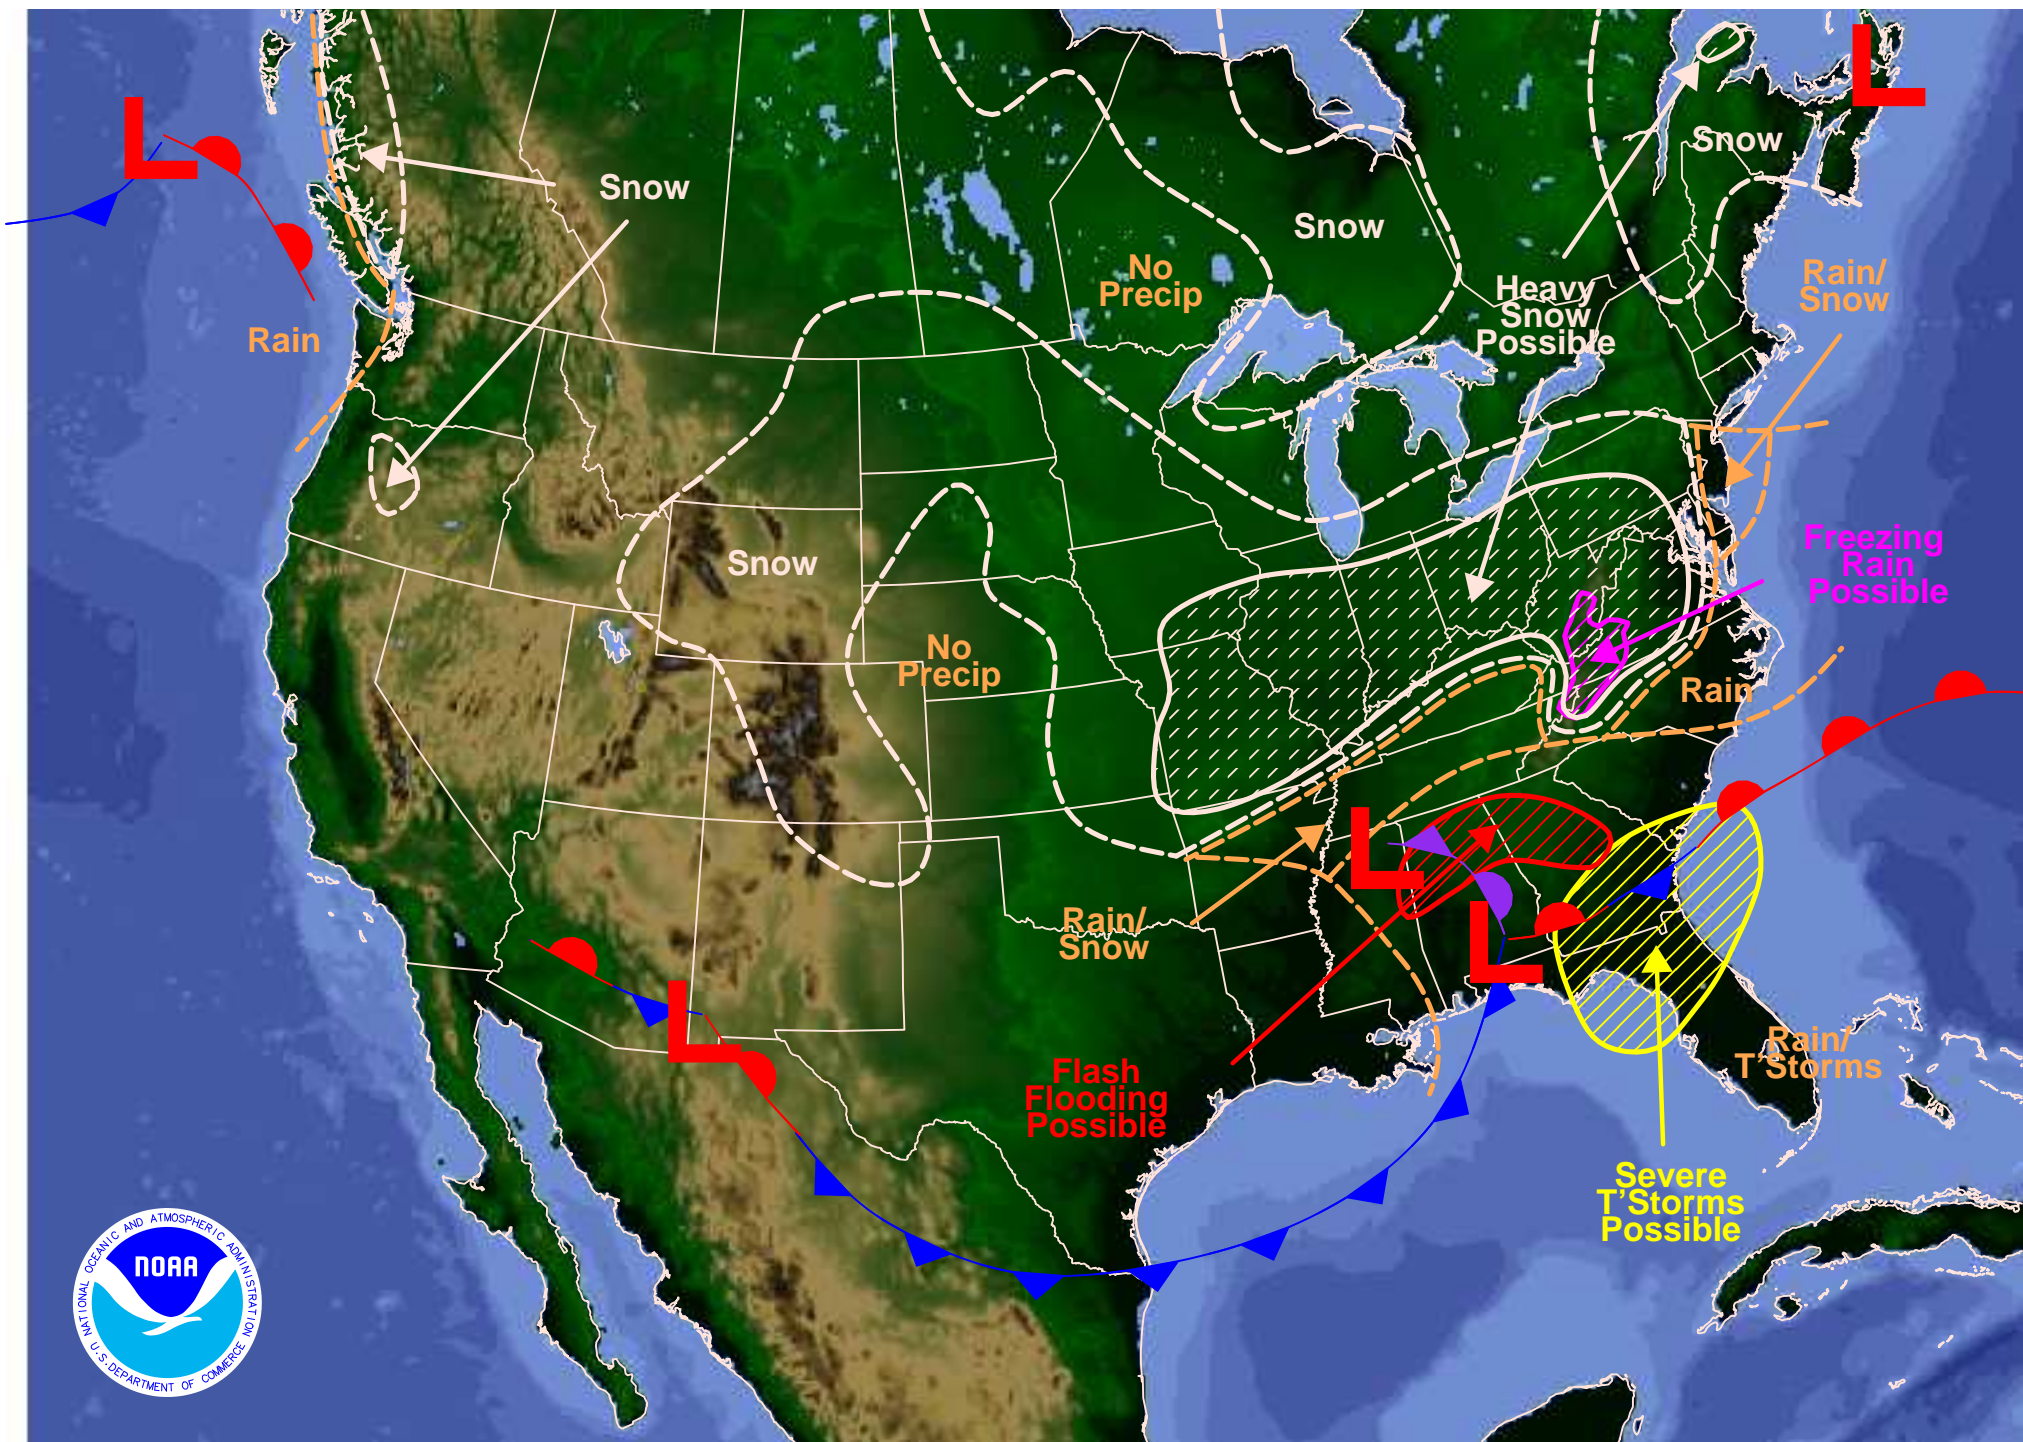 L
L
Snow
Snow
Snow
No
Precip
Heavy
Snow
Possible
Rain/
Snow
Rain
Freezing
Rain
Possible
Snow
No
Precip
Rain
L
Rain/
Snow
L
L
Flash
Flooding
Possible
Rain/
T'Storms
Severe
T'Storms
Possible
NATIONAL OCEANIC AND ATMOSPHERIC ADMINISTRATION
NOAA
U.S. DEPARTMENT OF COMMERCE